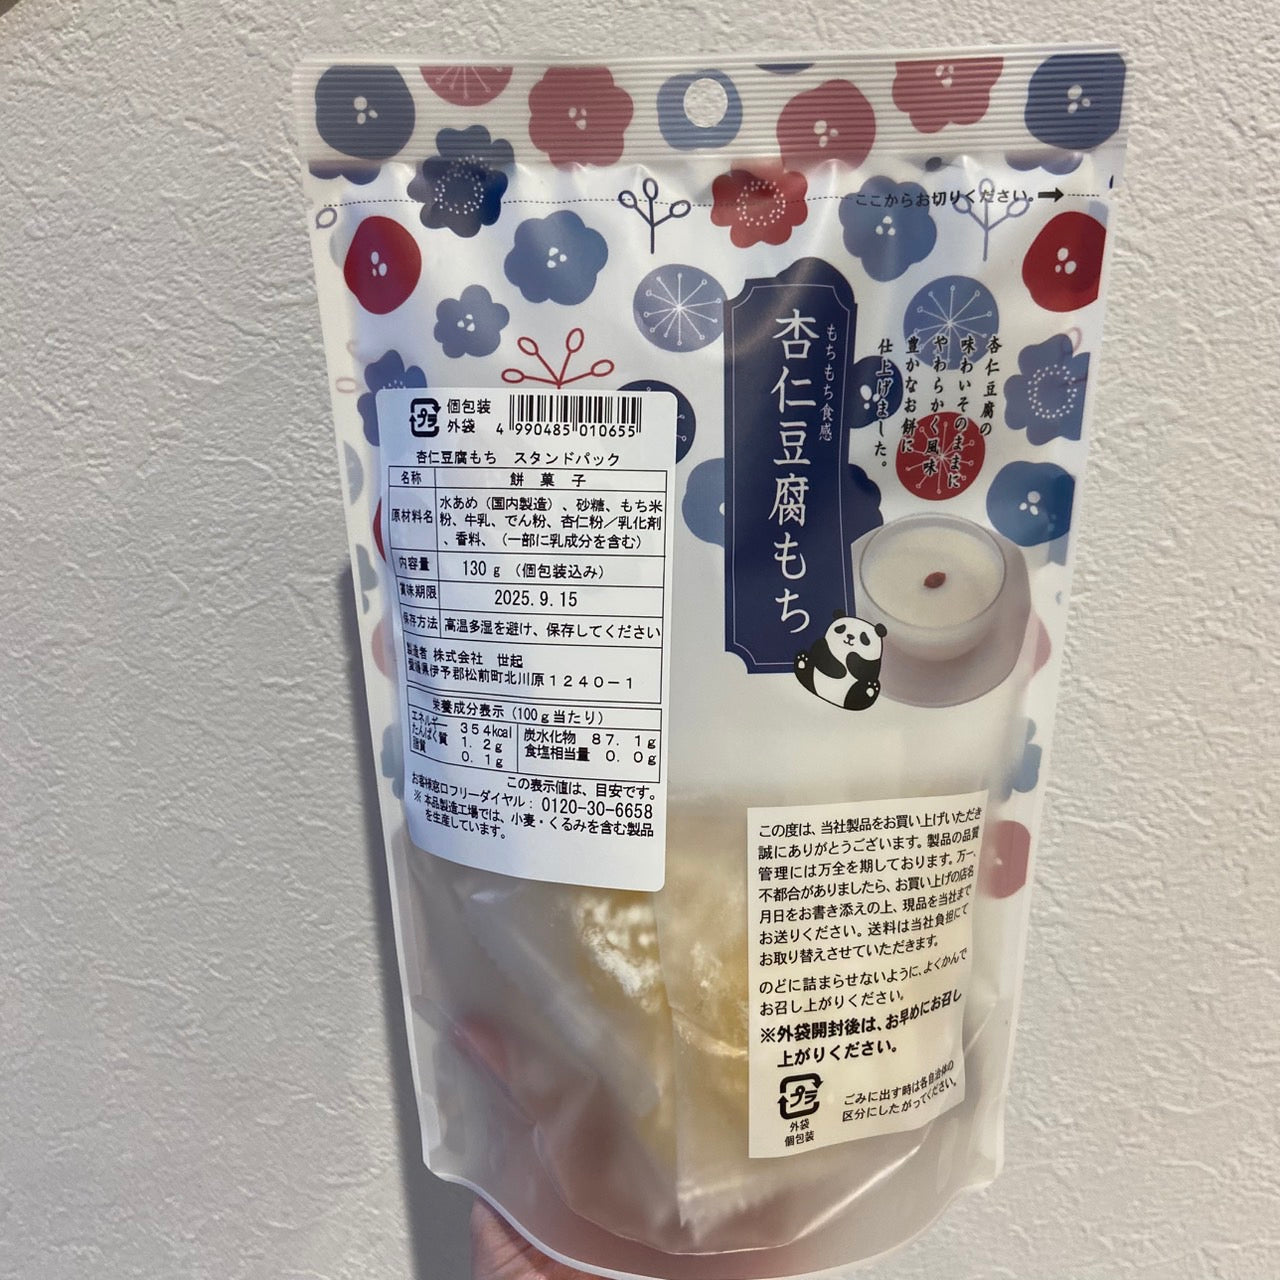 ここからお切りください。➡
もちもち食感
杏仁豆腐もち
杏仁豆腐の
味わいそのままに
やわらかく風味
豊かなお餅に
仕上げました。
プラ
個包装
外袋
4 990485 010655
杏仁豆腐もち スタンドパック
名称 餅菓子
原材料名 水あめ（国内製造）、砂糖、もち米
粉、牛乳、でん粉、杏仁粉／乳化剤
、香料、（一部に乳成分を含む）
内容量 130g（個包装込み）
賞味期限 2025.9.15
保存方法 高温多湿を避け、保存してください
製造者 株式会社 世起
愛媛県伊予郡松前町北川原１２４０－１
栄養成分表示（100g当たり）
エネルギー 354kcal
たんぱく質 1.2g
脂質 0.1g
炭水化物 87.1g
食塩相当量 0.0g
この表示値は、目安です。
お客様窓口フリーダイヤル：0120-30-6658
※本品製造工場では、小麦・くるみを含む製品
を生産しています。
この度は、当社製品をお買い上げいただき
誠にありがとうございます。製品の品質
管理には万全を期しております。万一、
不都合がありましたら、お買い上げの店名
月日をお書き添えの上、現品を当社まで
お送りください。送料は当社負担にて
お取り替えさせていただきます。
のどに詰まらせないように、よくかんで
お召し上がりください。
※外袋開封後は、お早めにお召し
上がりください。
プラ
外袋
個包装
ごみに出す時は各自治体の
区分にしたがってください。